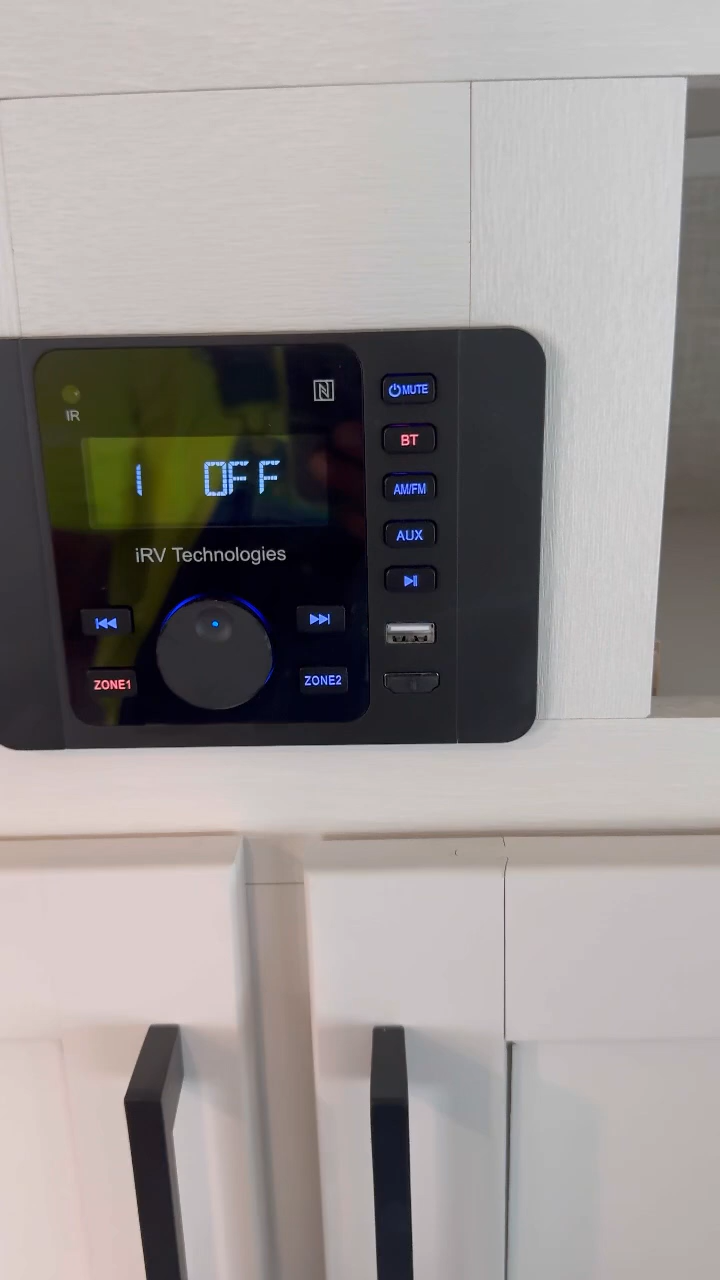 IR
N
1 OFF
iRV Technologies
ZONE1
ZONE2
MUTE
BT
AM/FM
AUX